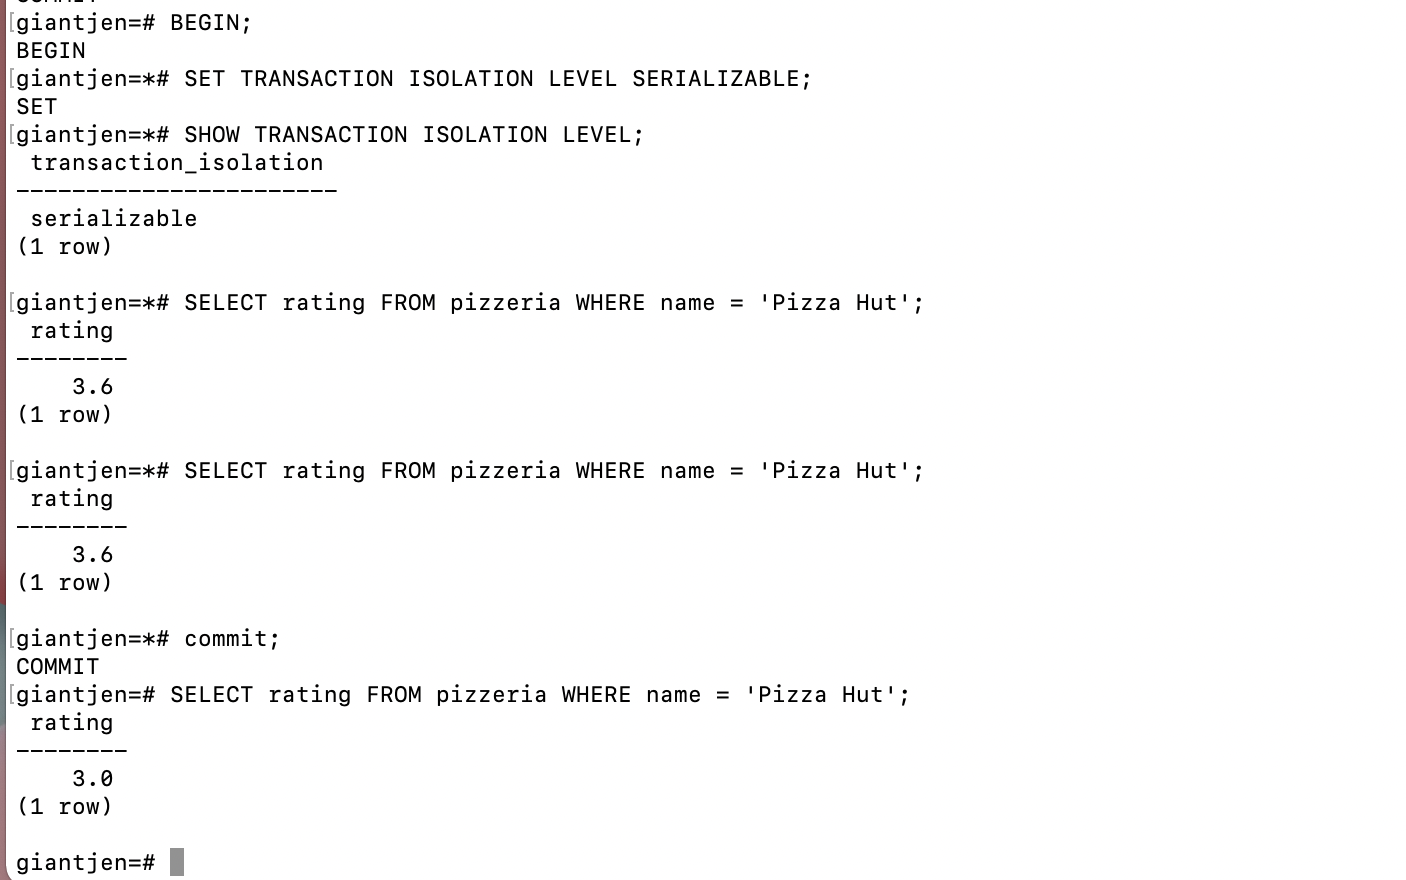 COMMIT
giantjen=# BEGIN;
BEGIN
giantjen=*# SET TRANSACTION ISOLATION LEVEL SERIALIZABLE;
SET
giantjen=*# SHOW TRANSACTION ISOLATION LEVEL;
transaction_isolation
-----------------------
serializable
(1 row)
giantjen=*# SELECT rating FROM pizzeria WHERE name = 'Pizza Hut';
rating
--------
3.6
(1 row)
giantjen=*# SELECT rating FROM pizzeria WHERE name = 'Pizza Hut';
rating
--------
3.6
(1 row)
giantjen=*# commit;
COMMIT
giantjen=# SELECT rating FROM pizzeria WHERE name = 'Pizza Hut';
rating
--------
3.0
(1 row)
giantjen=#